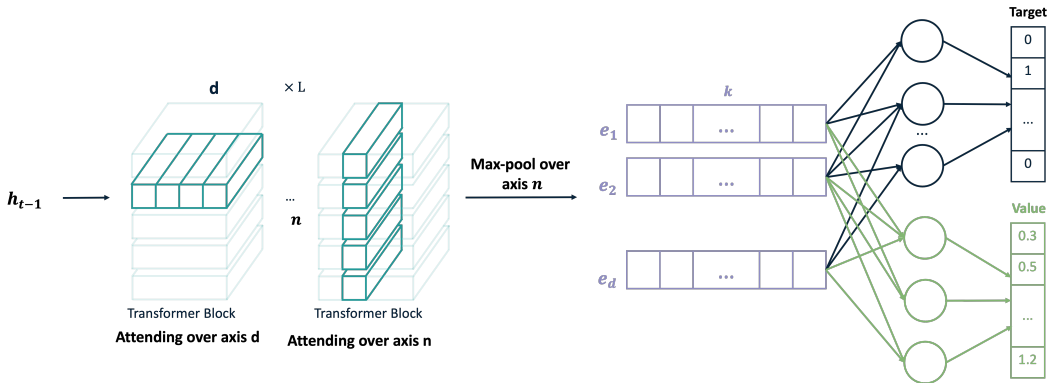 h_{t-1}
d
× L
...
n
Transformer Block
Attending over axis d
Transformer Block
Attending over axis n
Max-pool over
axis n
k
e_1
...
e_2
...
e_d
...
...
Target
0
1
...
0
Value
0.3
0.5
...
1.2